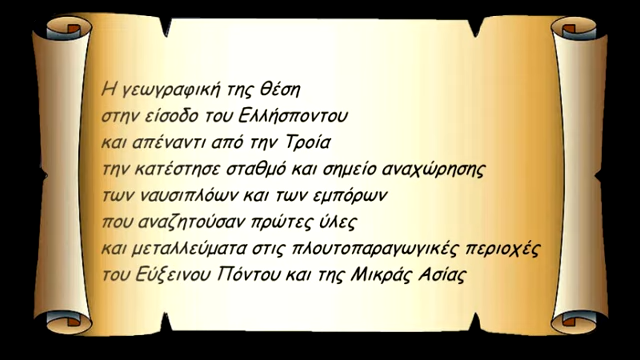 Η γεωγραφική της θέση
στην είσοδο του Ελλήσποντου
και απέναντι από την Τροία
την κατέστησε σταθμό και σημείο αναχώρησης
των ναυσιπλόων και των εμπόρων
που αναζητούσαν πρώτες ύλες
και μεταλλεύματα στις πλουτοπαραγωγικές περιοχές
του Εύξεινου Πόντου και της Μικράς Ασίας